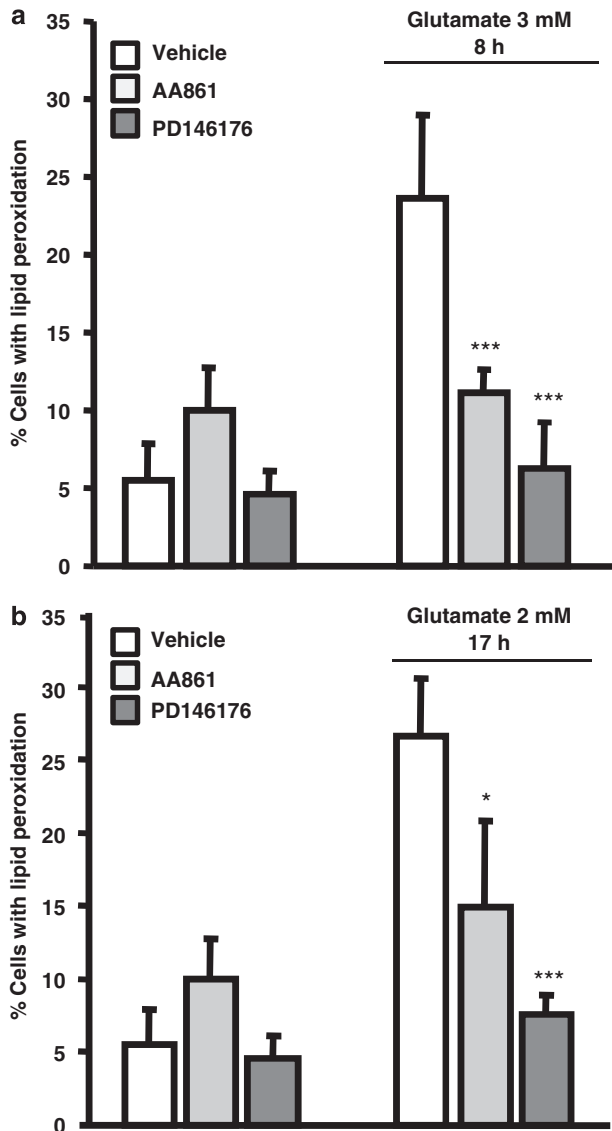 a
% Cells with lipid peroxidation
35
30
25
20
15
10
5
0
Vehicle
AA861
PD146176
Glutamate 3 mM
8 h
***
***
b
% Cells with lipid peroxidation
35
30
25
20
15
10
5
0
Vehicle
AA861
PD146176
Glutamate 2 mM
17 h
*
***